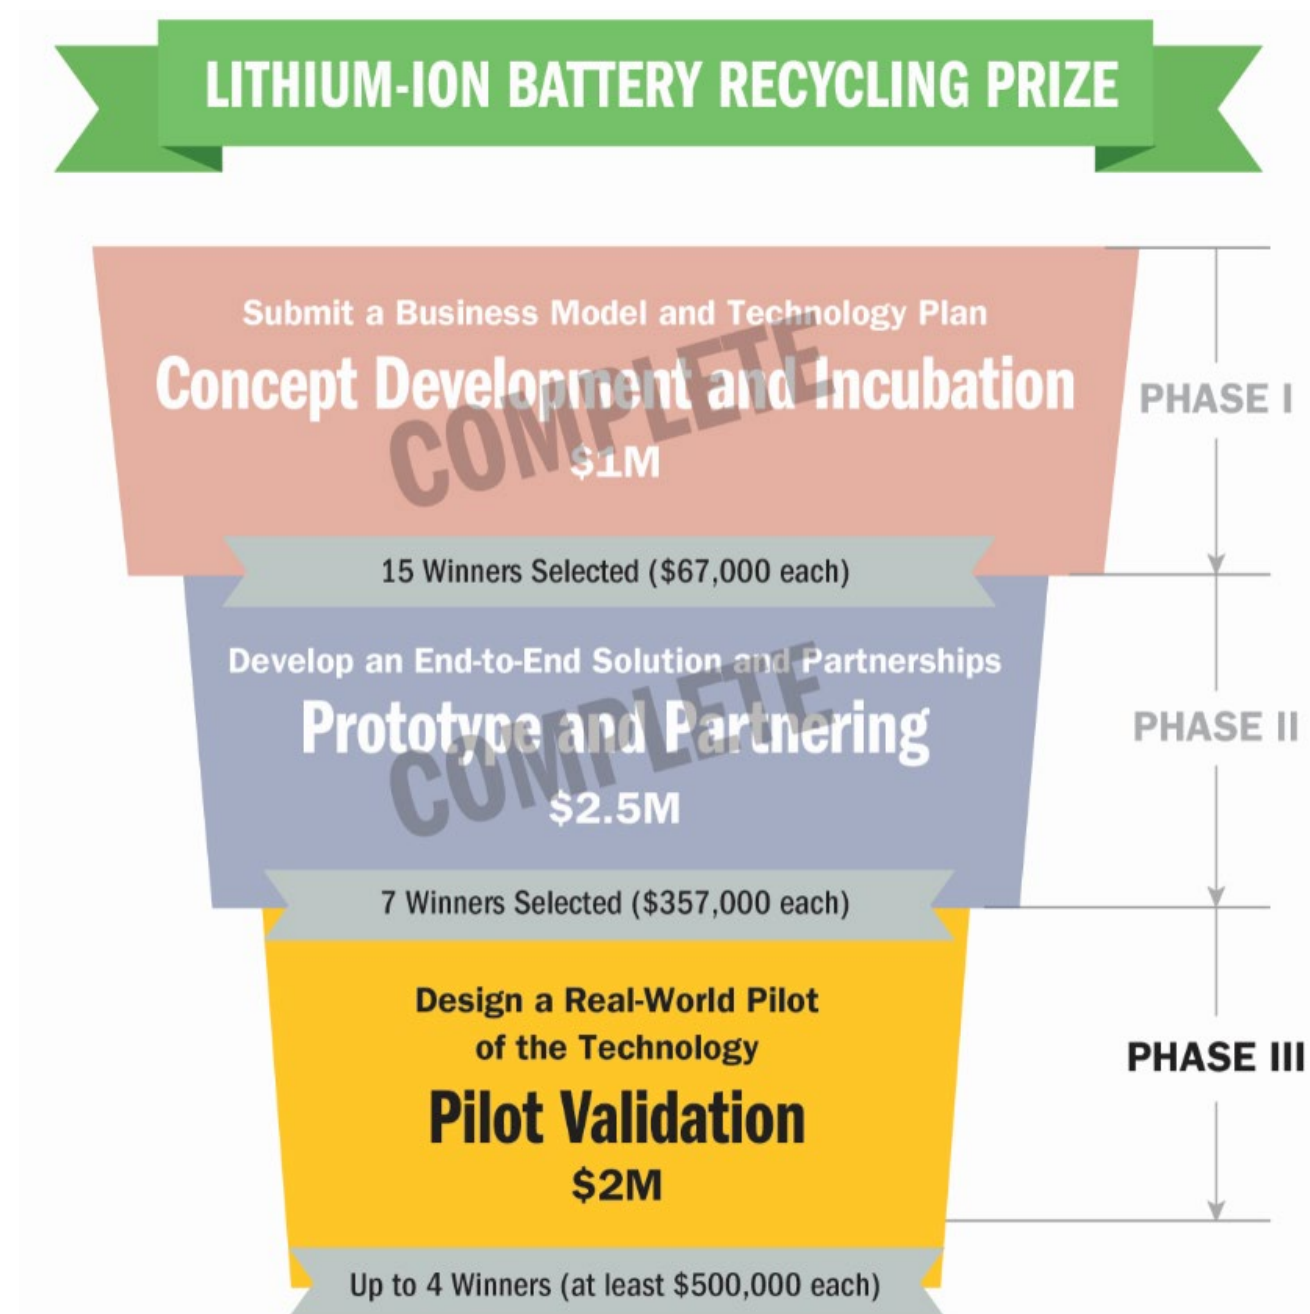 LITHIUM-ION BATTERY RECYCLING PRIZE
Submit a Business Model and Technology Plan
Concept Development and Incubation
$1M
COMPLETE
PHASE I
15 Winners Selected ($67,000 each)
Develop an End-to-End Solution and Partnerships
Prototype and Partnering
$2.5M
COMPLETE
PHASE II
7 Winners Selected ($357,000 each)
Design a Real-World Pilot
of the Technology
Pilot Validation
$2M
PHASE III
Up to 4 Winners (at least $500,000 each)